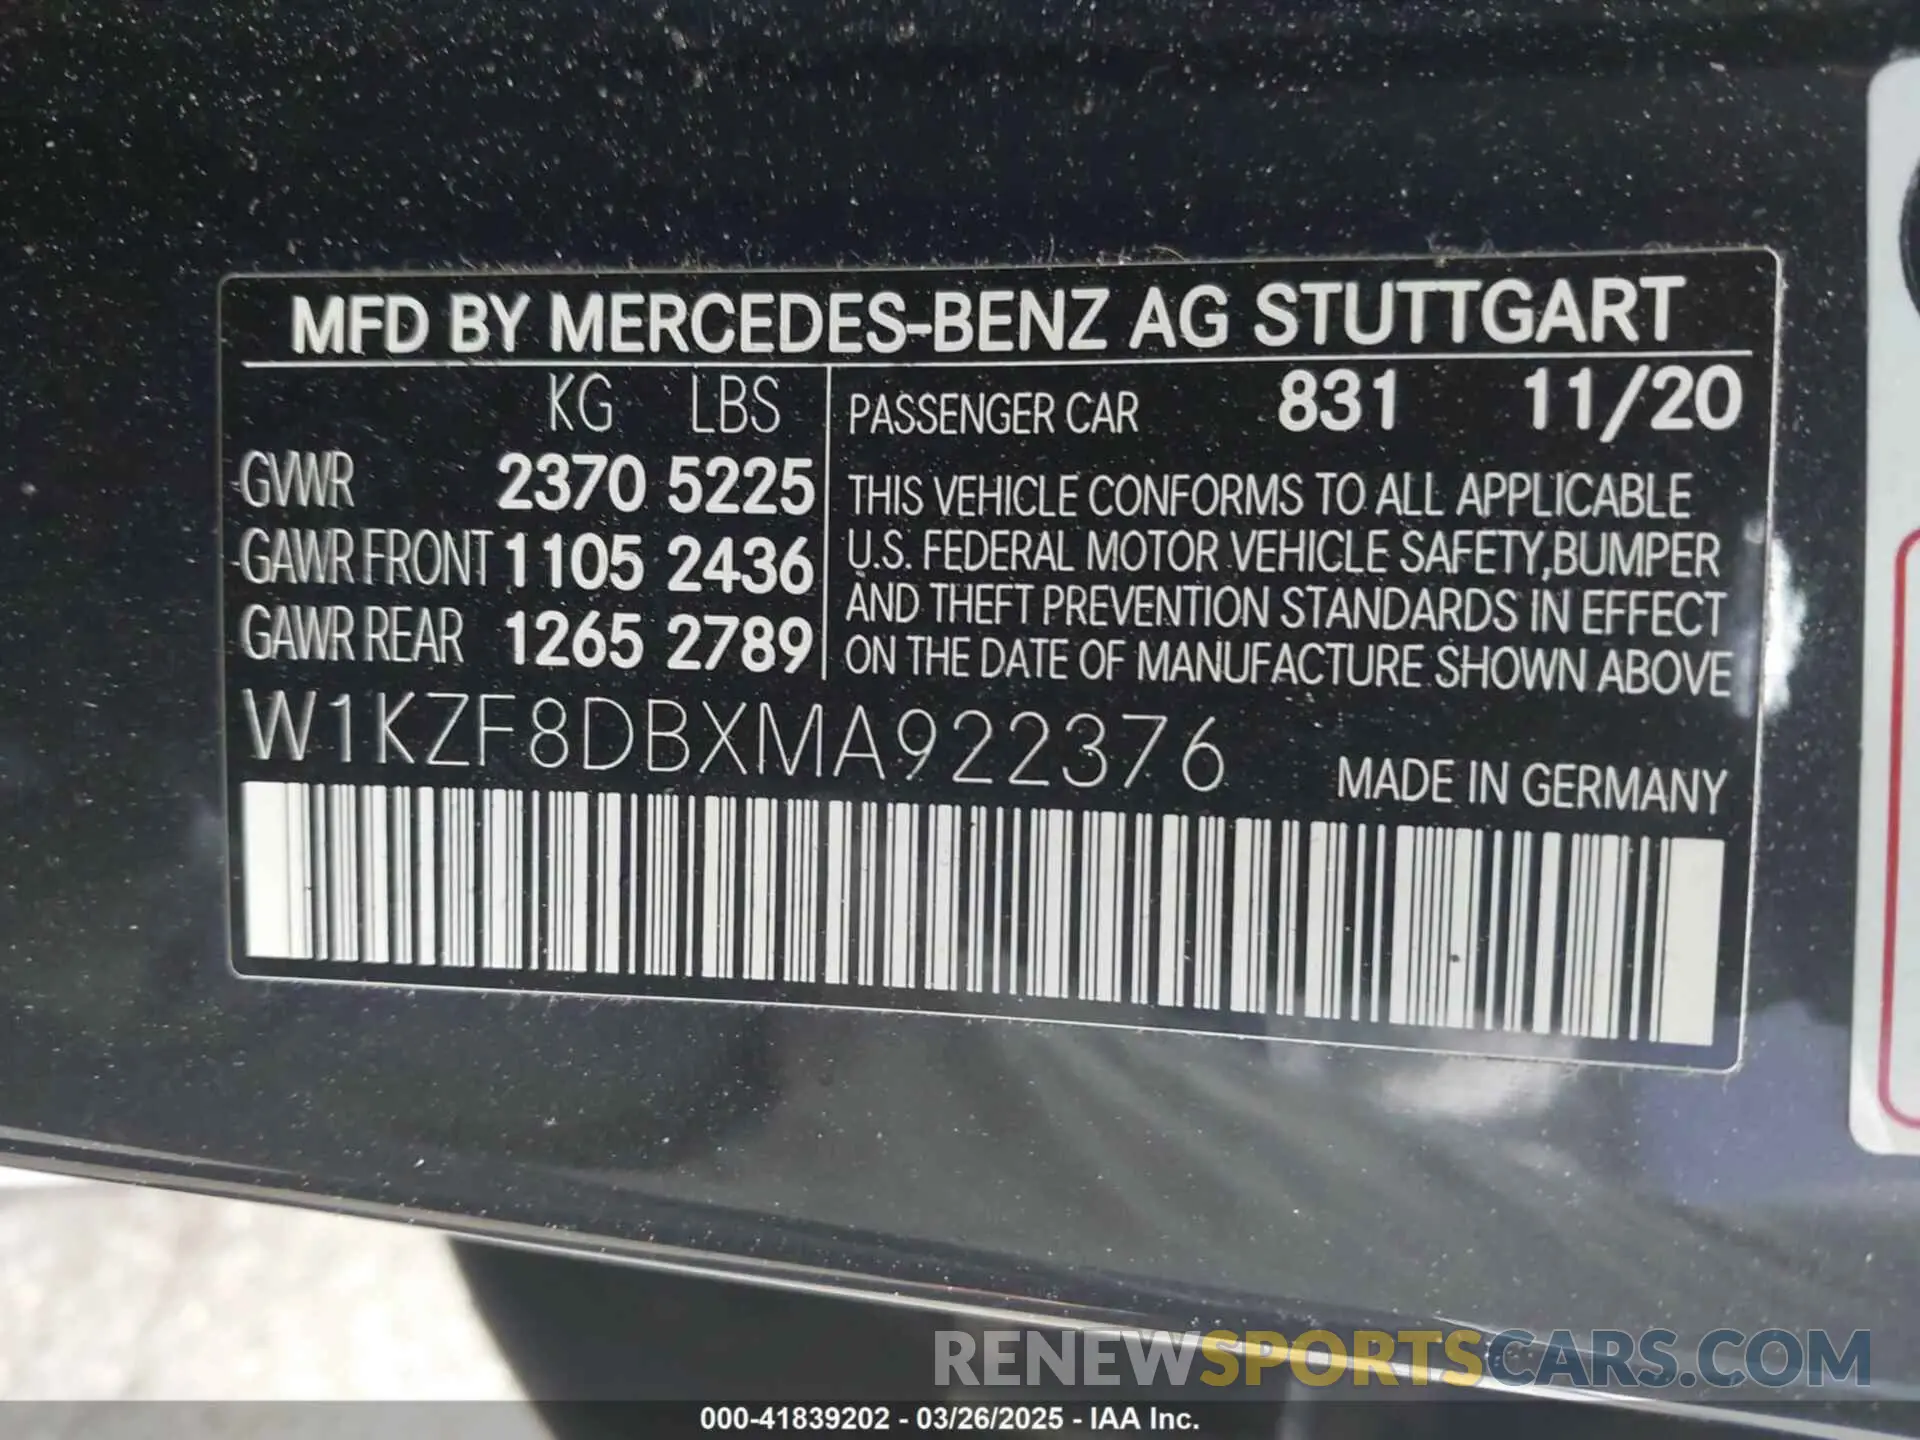 MFD BY MERCEDES-BENZ AG STUTTGART
KG LBS
GVWR 2370 5225
GAWR FRONT 1105 2436
GAWR REAR 1265 2789
PASSENGER CAR 831 11/20
THIS VEHICLE CONFORMS TO ALL APPLICABLE
U.S. FEDERAL MOTOR VEHICLE SAFETY,BUMPER
AND THEFT PREVENTION STANDARDS IN EFFECT
ON THE DATE OF MANUFACTURE SHOWN ABOVE
W1KZF8DBXMA922376
MADE IN GERMANY
RENEWSPORTSCARS.COM
000-41839202 - 03/26/2025 - IAA Inc.